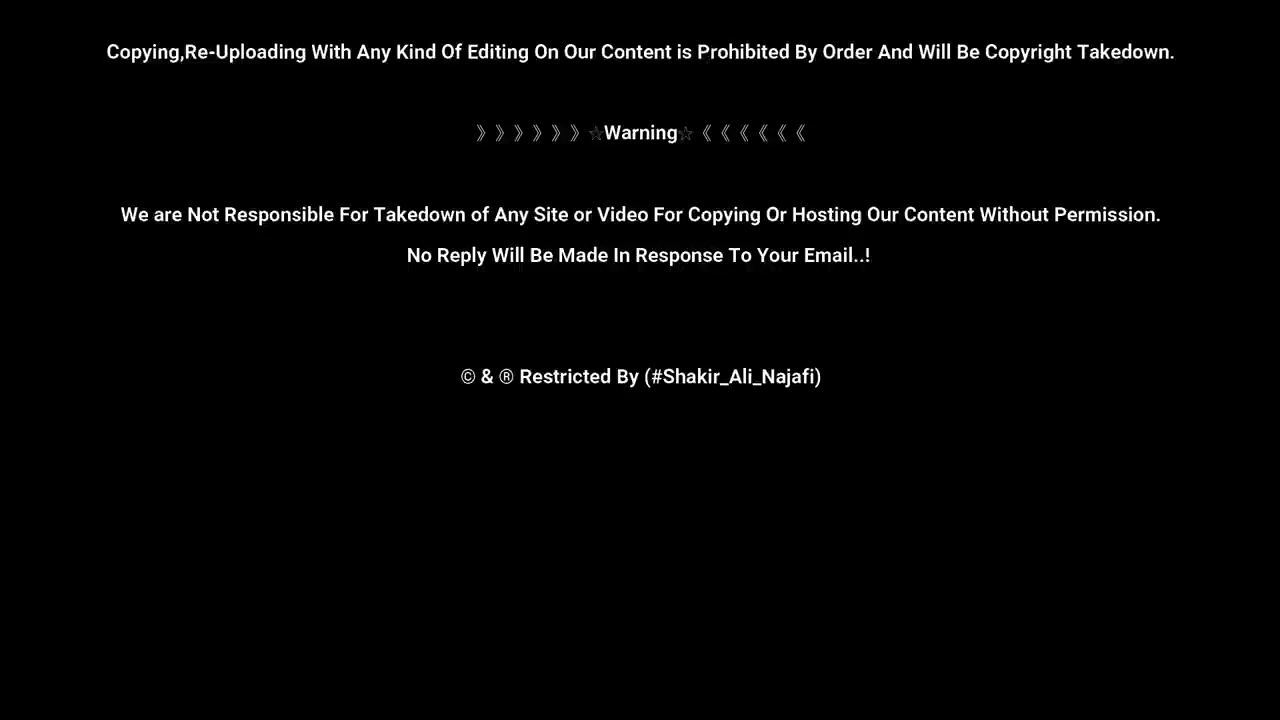 Copying,Re-Uploading With Any Kind Of Editing On Our Content is Prohibited By Order And Will Be Copyright Takedown.
》》》》》》☆Warning☆《《《《《《
We are Not Responsible For Takedown of Any Site or Video For Copying Or Hosting Our Content Without Permission.
No Reply Will Be Made In Response To Your Email..!
© & ® Restricted By (#Shakir_Ali_Najafi)